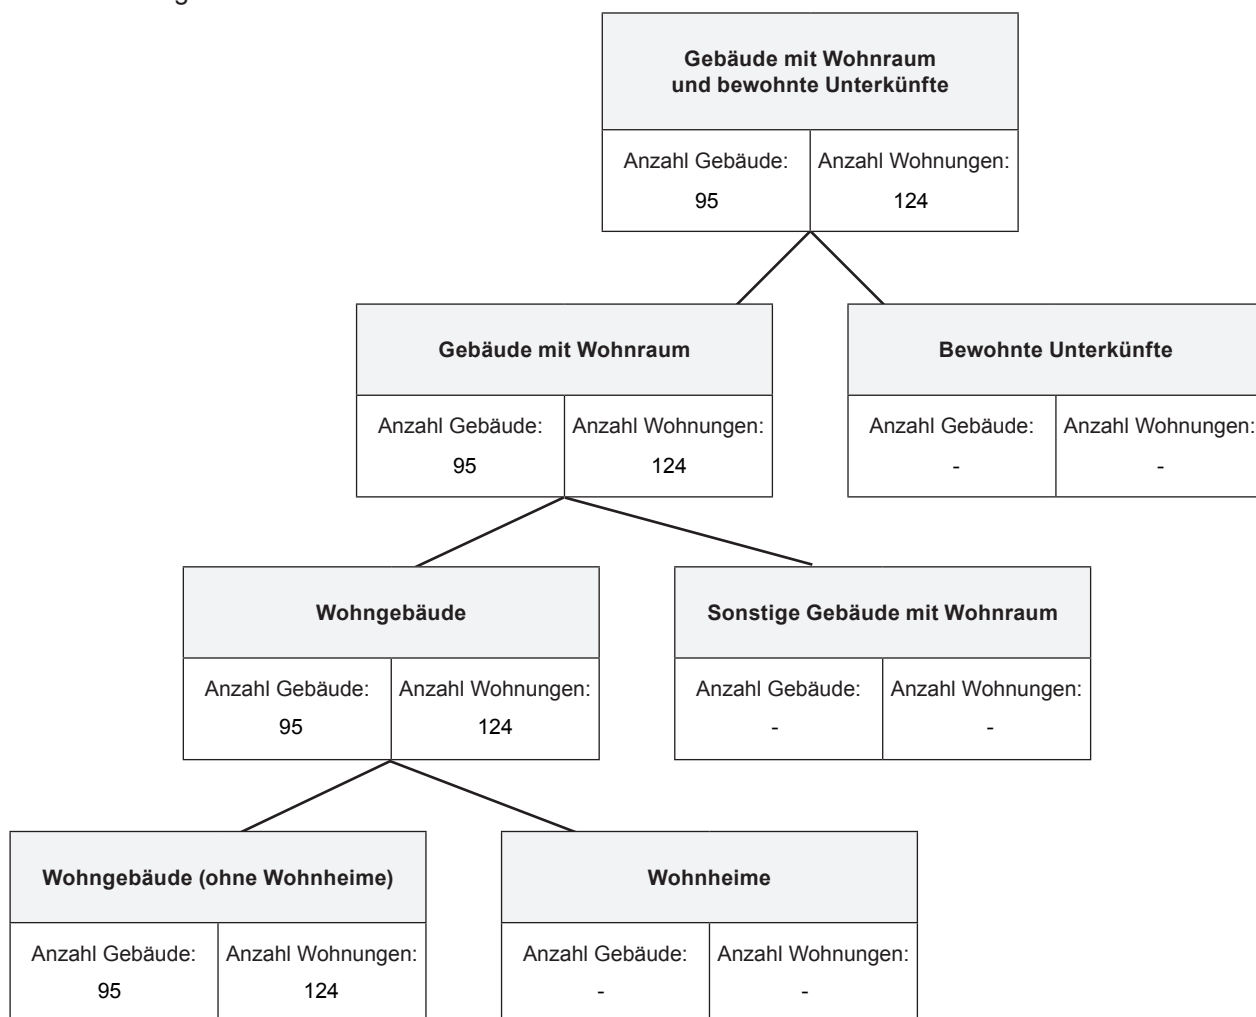 Gebäude mit Wohnraum
und bewohnte Unterkünfte
Anzahl Gebäude: Anzahl Wohnungen:
95 124
Gebäude mit Wohnraum
Anzahl Gebäude: Anzahl Wohnungen:
95 124
Bewohnte Unterkünfte
Anzahl Gebäude: Anzahl Wohnungen:
- -
Wohngebäude
Anzahl Gebäude: Anzahl Wohnungen:
95 124
Sonstige Gebäude mit Wohnraum
Anzahl Gebäude: Anzahl Wohnungen:
- -
Wohngebäude (ohne Wohnheime)
Anzahl Gebäude: Anzahl Wohnungen:
95 124
Wohnheime
Anzahl Gebäude: Anzahl Wohnungen:
- -